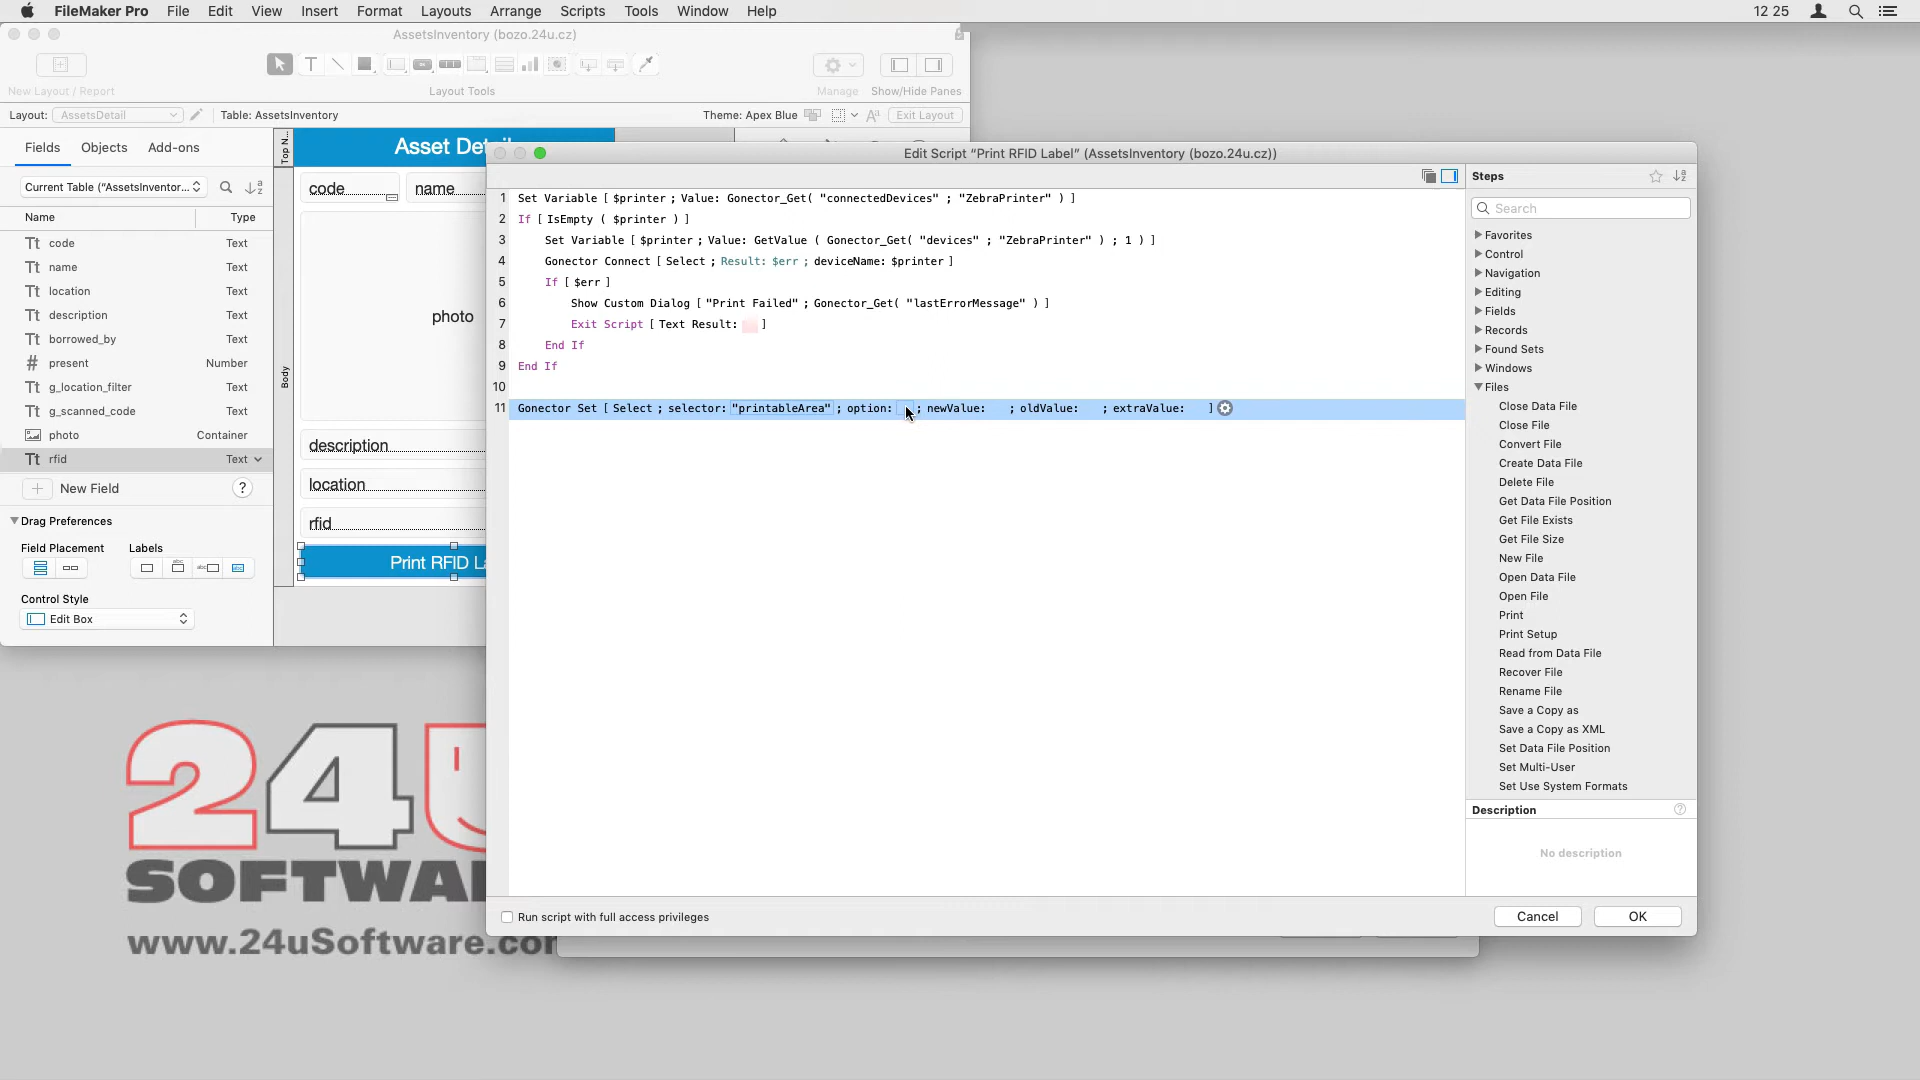 FileMaker Pro File Edit View Insert Format Layouts Arrange Scripts Tools Window Help 12 25
AssetsInventory (bozo.24u.cz)
New Layout / Report Layout Tools Manage Show/Hide Panes
Layout: AssetsDetail Table: AssetsInventory Theme: Apex Blue Exit Layout
Fields Objects Add-ons
Current Table ("AssetsInventor...
Name Type
code Text
name Text
location Text
description Text
borrowed_by Text
present Number
g_location_filter Text
g_scanned_code Text
photo Container
rfid Text
New Field ?
Drag Preferences
Field Placement Labels
Control Style
Edit Box
Top N...
Body
Asset Det
code name
photo
description
location
rfid
Print RFID La
Edit Script "Print RFID Label" (AssetsInventory (bozo.24u.cz))
1 Set Variable [ $printer ; Value: Gonector_Get( "connectedDevices" ; "ZebraPrinter" ) ]
2 If [ IsEmpty ( $printer ) ]
3 Set Variable [ $printer ; Value: GetValue ( Gonector_Get( "devices" ; "ZebraPrinter" ) ; 1 ) ]
4 Gonector Connect [ Select ; Result: $err ; deviceName: $printer ]
5 If [ $err ]
6 Show Custom Dialog [ "Print Failed" ; Gonector_Get( "lastErrorMessage" ) ]
7 Exit Script [ Text Result: ]
8 End If
9 End If
10
11 Gonector Set [ Select ; selector: "printableArea" ; option: ; newValue: ; oldValue: ; extraValue: ]
Steps
Search
Favorites
Control
Navigation
Editing
Fields
Records
Found Sets
Windows
Files
Close Data File
Close File
Convert File
Create Data File
Delete File
Get Data File Position
Get File Exists
Get File Size
New File
Open Data File
Open File
Print
Print Setup
Read from Data File
Recover File
Rename File
Save a Copy as
Save a Copy as XML
Set Data File Position
Set Multi-User
Set Use System Formats
Description ?
No description
Run script with full access privileges Cancel OK
24U
SOFTWA
www.24uSoftware.com